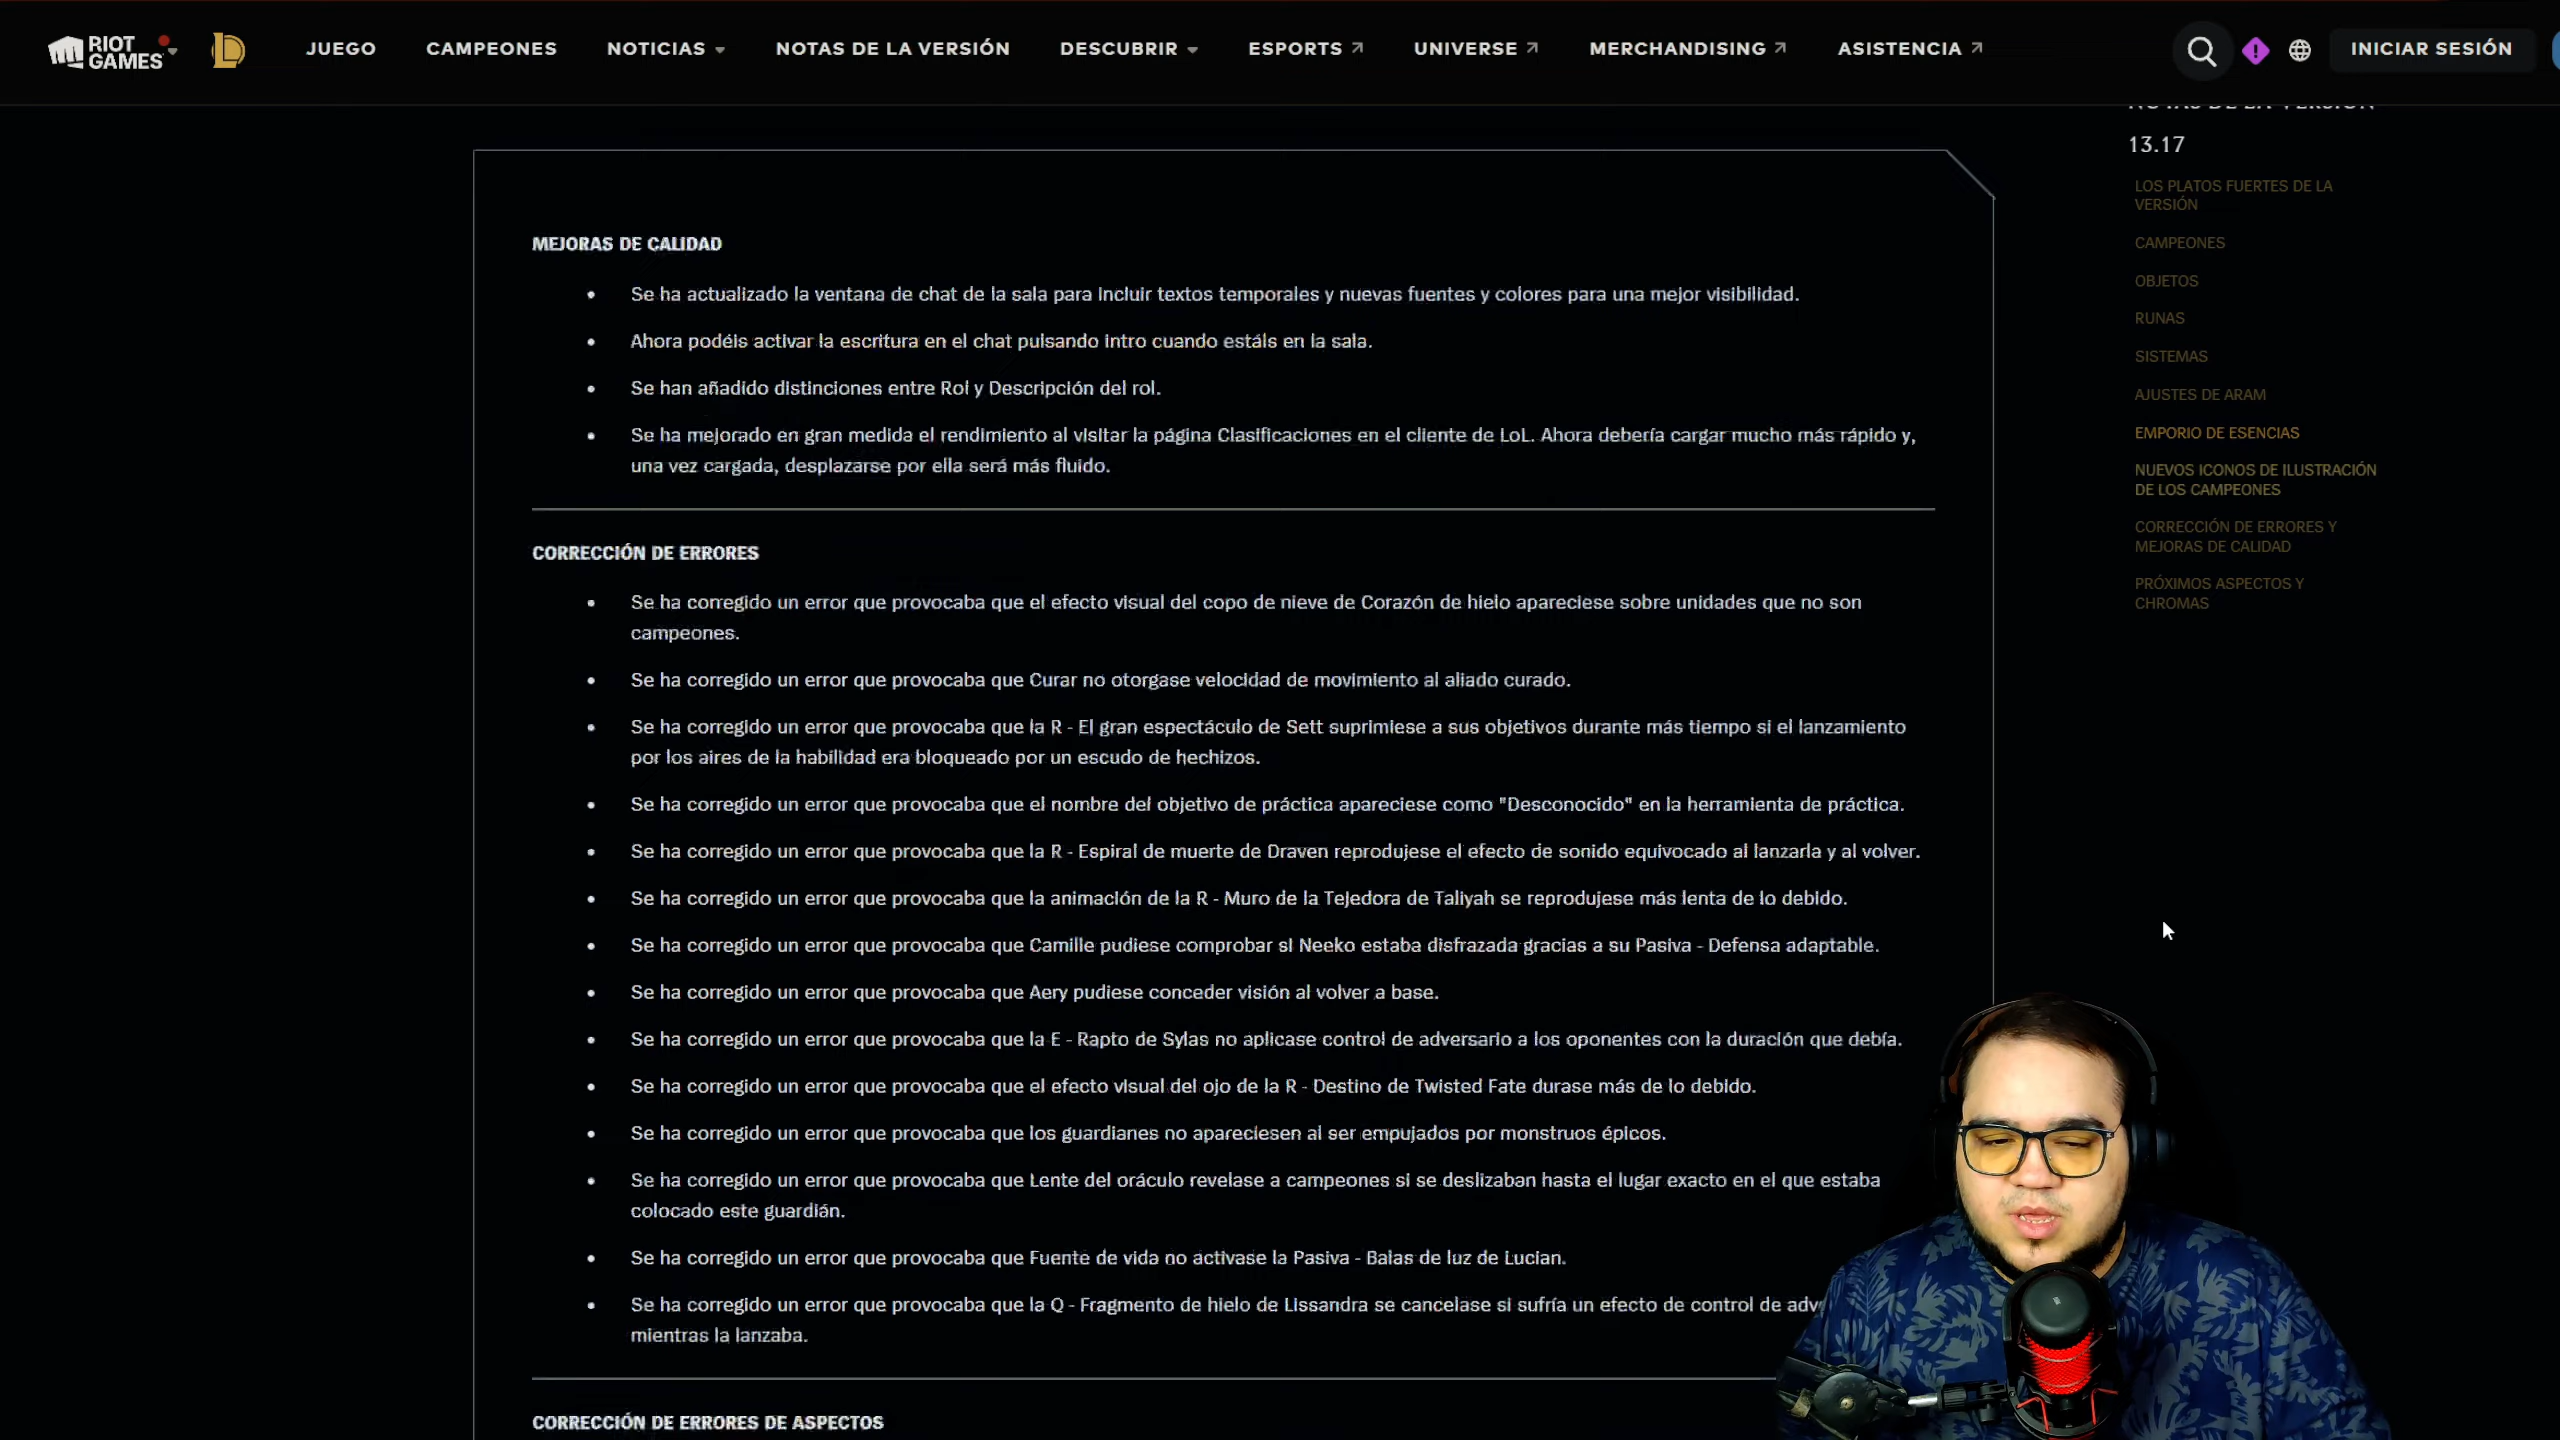 RIOT GAMES JUEGO CAMPEONES NOTICIAS NOTAS DE LA VERSIÓN DESCUBRIR ESPORTS UNIVERSE MERCHANDISING ASISTENCIA INICIAR SESIÓN
NOTAS DE LA VERSIÓN
13.17
LOS PLATOS FUERTES DE LA
VERSIÓN
CAMPEONES
OBJETOS
RUNAS
SISTEMAS
AJUSTES DE ARAM
EMPORIO DE ESENCIAS
NUEVOS ICONOS DE ILUSTRACIÓN
DE LOS CAMPEONES
CORRECCIÓN DE ERRORES Y
MEJORAS DE CALIDAD
PRÓXIMOS ASPECTOS Y
CHROMAS
MEJORAS DE CALIDAD
Se ha actualizado la ventana de chat de la sala para incluir textos temporales y nuevas fuentes y colores para una mejor visibilidad.
Ahora podéis activar la escritura en el chat pulsando intro cuando estáis en la sala.
Se han añadido distinciones entre Rol y Descripción del rol.
Se ha mejorado en gran medida el rendimiento al visitar la página Clasificaciones en el cliente de LoL. Ahora debería cargar mucho más rápido y,
una vez cargada, desplazarse por ella será más fluido.
CORRECCIÓN DE ERRORES
Se ha corregido un error que provocaba que el efecto visual del copo de nieve de Corazón de hielo apareciese sobre unidades que no son
campeones.
Se ha corregido un error que provocaba que Curar no otorgase velocidad de movimiento al aliado curado.
Se ha corregido un error que provocaba que la R - El gran espectáculo de Sett suprimiese a sus objetivos durante más tiempo si el lanzamiento
por los aires de la habilidad era bloqueado por un escudo de hechizos.
Se ha corregido un error que provocaba que el nombre del objetivo de práctica apareciese como "Desconocido" en la herramienta de práctica.
Se ha corregido un error que provocaba que la R - Espiral de muerte de Draven reprodujese el efecto de sonido equivocado al lanzarla y al volver.
Se ha corregido un error que provocaba que la animación de la R - Muro de la Tejedora de Taliyah se reprodujese más lenta de lo debido.
Se ha corregido un error que provocaba que Camille pudiese comprobar si Neeko estaba disfrazada gracias a su Pasiva - Defensa adaptable.
Se ha corregido un error que provocaba que Aery pudiese conceder visión al volver a base.
Se ha corregido un error que provocaba que la E - Rapto de Sylas no aplicase control de adversario a los oponentes con la duración que debía.
Se ha corregido un error que provocaba que el efecto visual del ojo de la R - Destino de Twisted Fate durase más de lo debido.
Se ha corregido un error que provocaba que los guardianes no apareciesen al ser empujados por monstruos épicos.
Se ha corregido un error que provocaba que Lente del oráculo revelase a campeones si se deslizaban hasta el lugar exacto en el que estaba
colocado este guardián.
Se ha corregido un error que provocaba que Fuente de vida no activase la Pasiva - Balas de luz de Lucian.
Se ha corregido un error que provocaba que la Q - Fragmento de hielo de Lissandra se cancelase si sufría un efecto de control de adv
mientras la lanzaba.
CORRECCIÓN DE ERRORES DE ASPECTOS